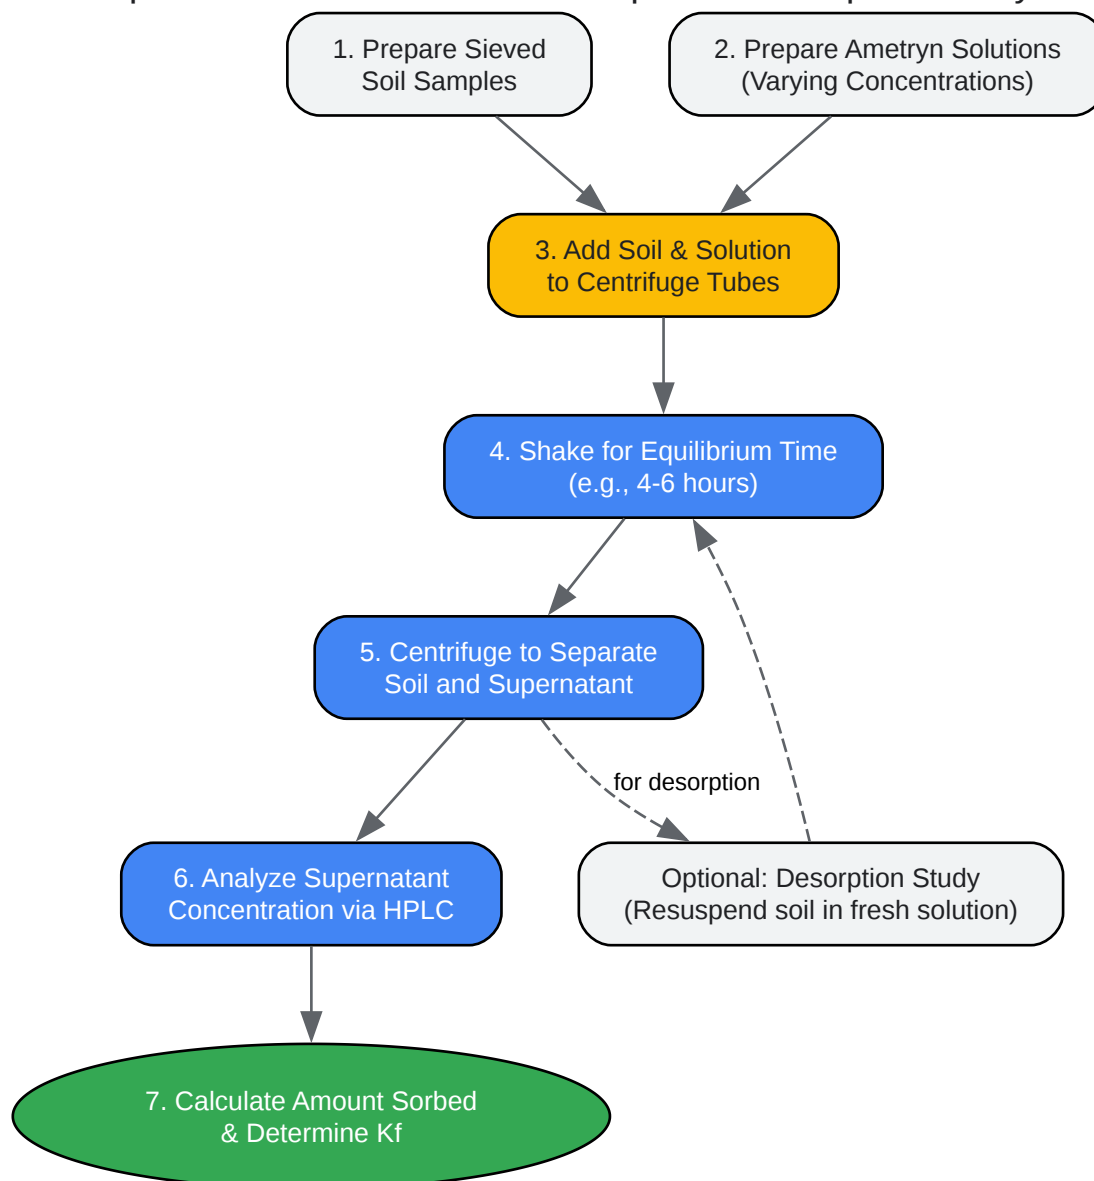 1. Prepare Sieved
Soil Samples
2. Prepare Ametryn Solutions
(Varying Concentrations)
3. Add Soil & Solution
to Centrifuge Tubes
4. Shake for Equilibrium Time
(e.g., 4-6 hours)
5. Centrifuge to Separate
Soil and Supernatant
for desorption
6. Analyze Supernatant
Concentration via HPLC
Optional: Desorption Study
(Resuspend soil in fresh solution)
7. Calculate Amount Sorbed
& Determine Kf